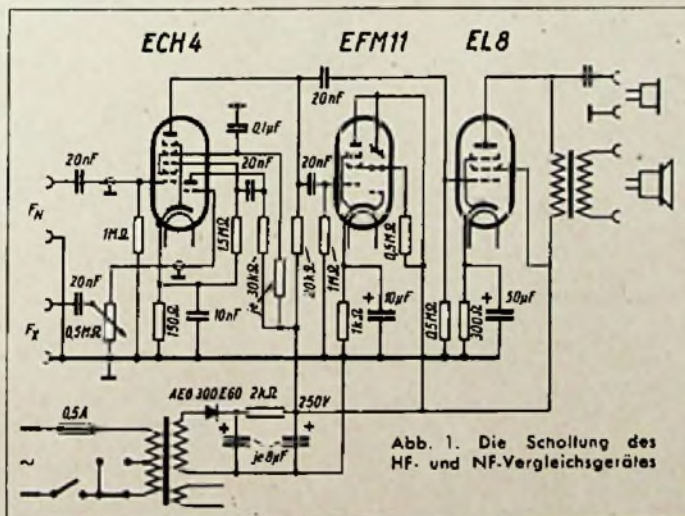 ECH4
EFM11
EL8
20nF
20nF
0,1µF
20nF
20nF
F_N
1MΩ
1,5MΩ
je 30kΩ
20kΩ
1MΩ
0,5MΩ
20nF
F_X
0,5MΩ
150Ω
10nF
1kΩ
+
10µF
0,5MΩ
300Ω
+
50µF
0,5A
~
AEG 300E60
2kΩ
250V
+
+
je 8µF
Abb. 1. Die Schaltung des
HF- und NF-Vergleichsgerätes